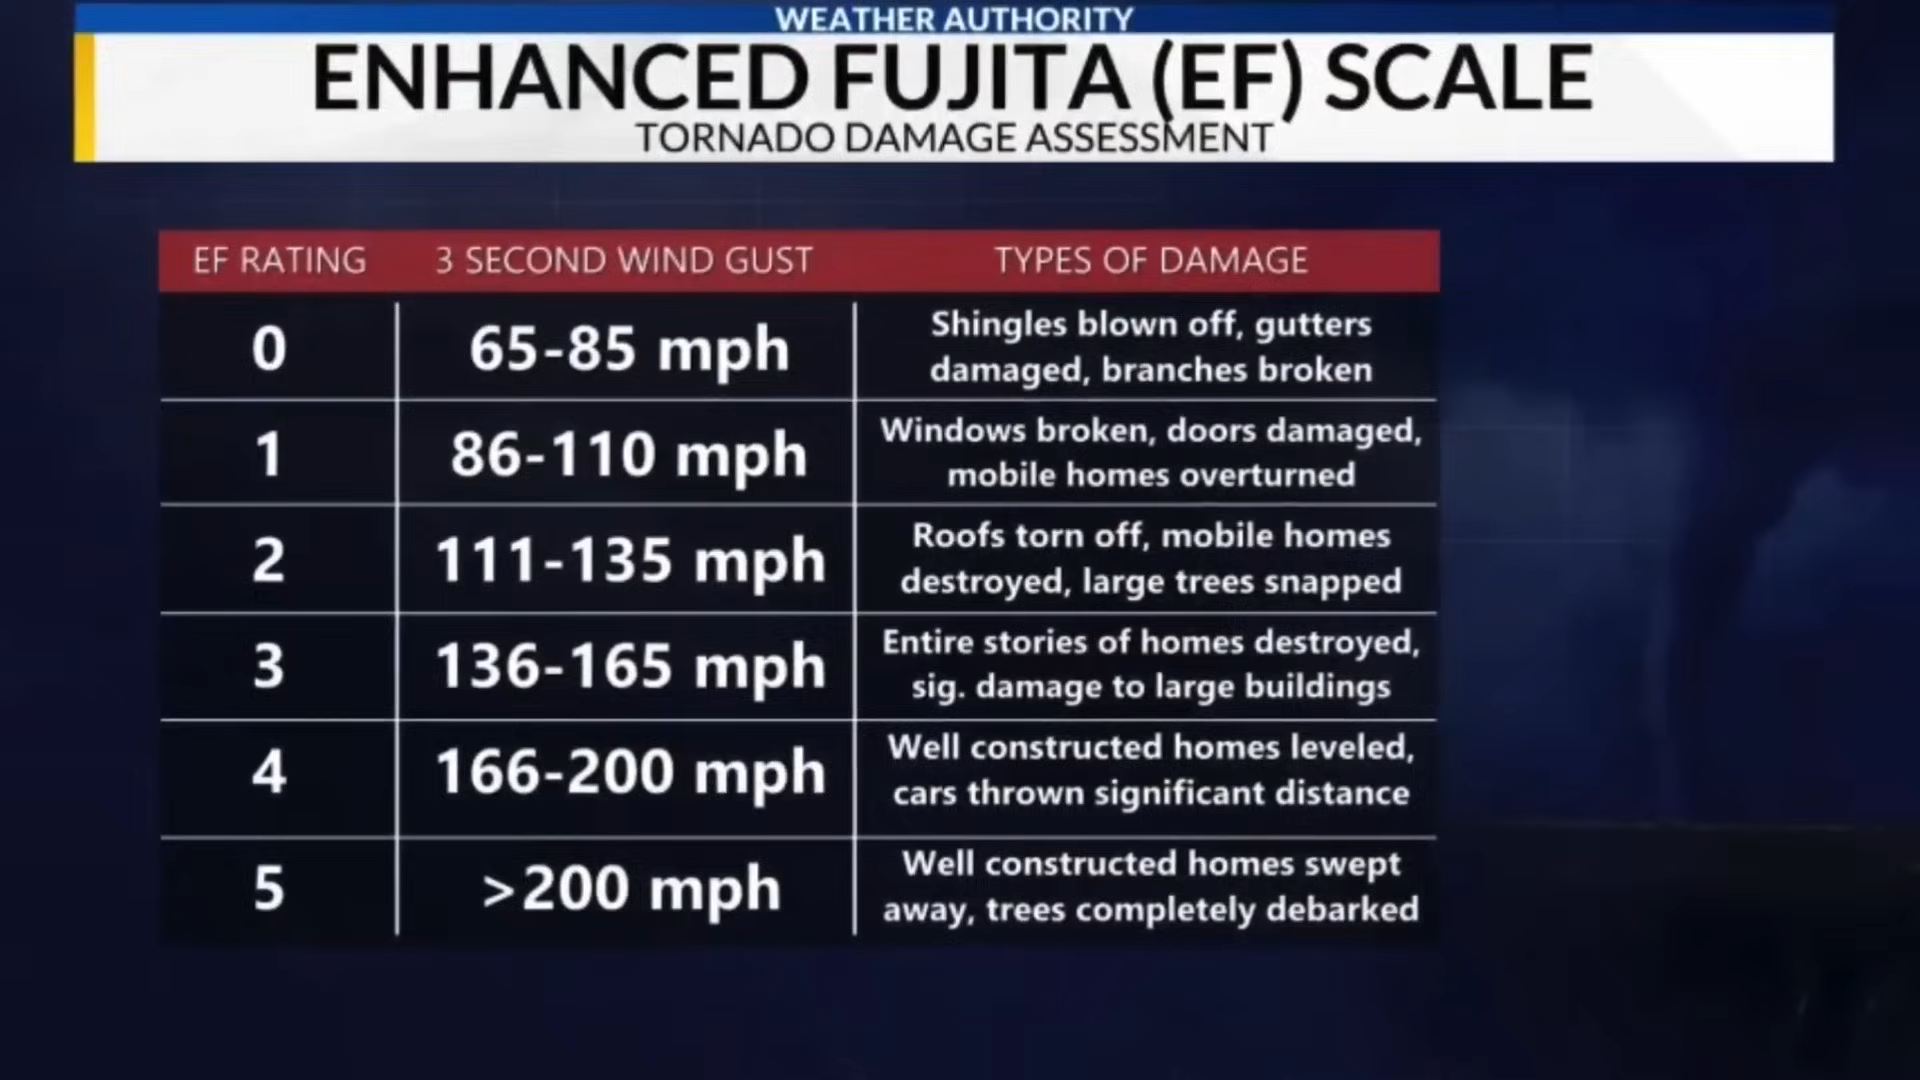 WEATHER AUTHORITY
ENHANCED FUJITA (EF) SCALE
TORNADO DAMAGE ASSESSMENT
EF RATING 3 SECOND WIND GUST TYPES OF DAMAGE
0 65-85 mph Shingles blown off, gutters
damaged, branches broken
1 86-110 mph Windows broken, doors damaged,
mobile homes overturned
2 111-135 mph Roofs torn off, mobile homes
destroyed, large trees snapped
3 136-165 mph Entire stories of homes destroyed,
sig. damage to large buildings
4 166-200 mph Well constructed homes leveled,
cars thrown significant distance
5 >200 mph Well constructed homes swept
away, trees completely debarked